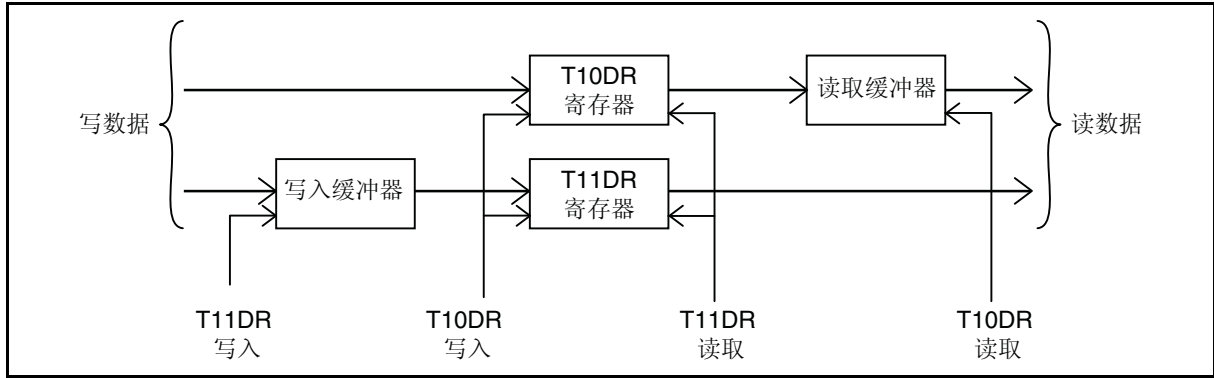 T10DR
寄存器
读取缓冲器
写数据
读数据
写入缓冲器
T11DR
寄存器
T11DR
写入
T10DR
写入
T11DR
读取
T10DR
读取